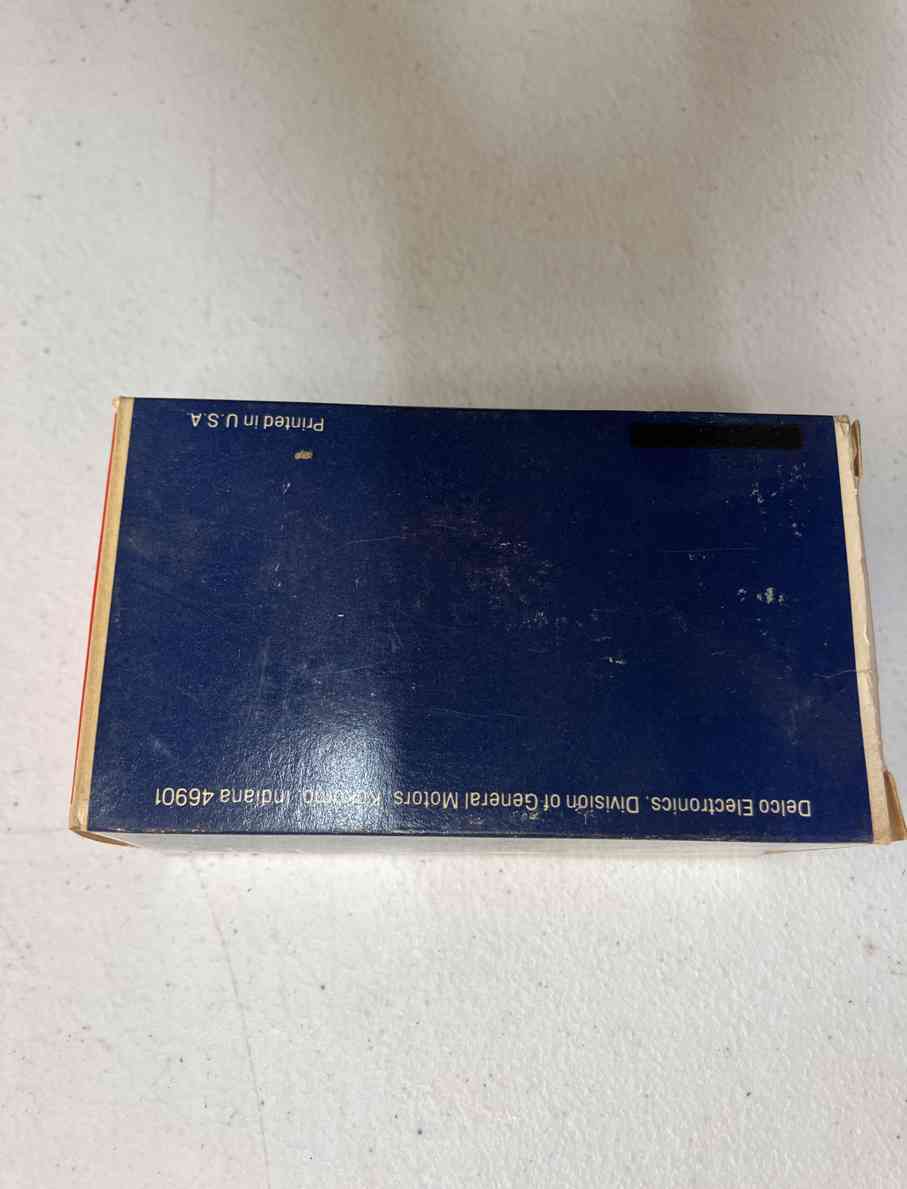 Delco Electronics, Division of General Motors, Kokomo, Indiana 46901
Printed in U.S.A.